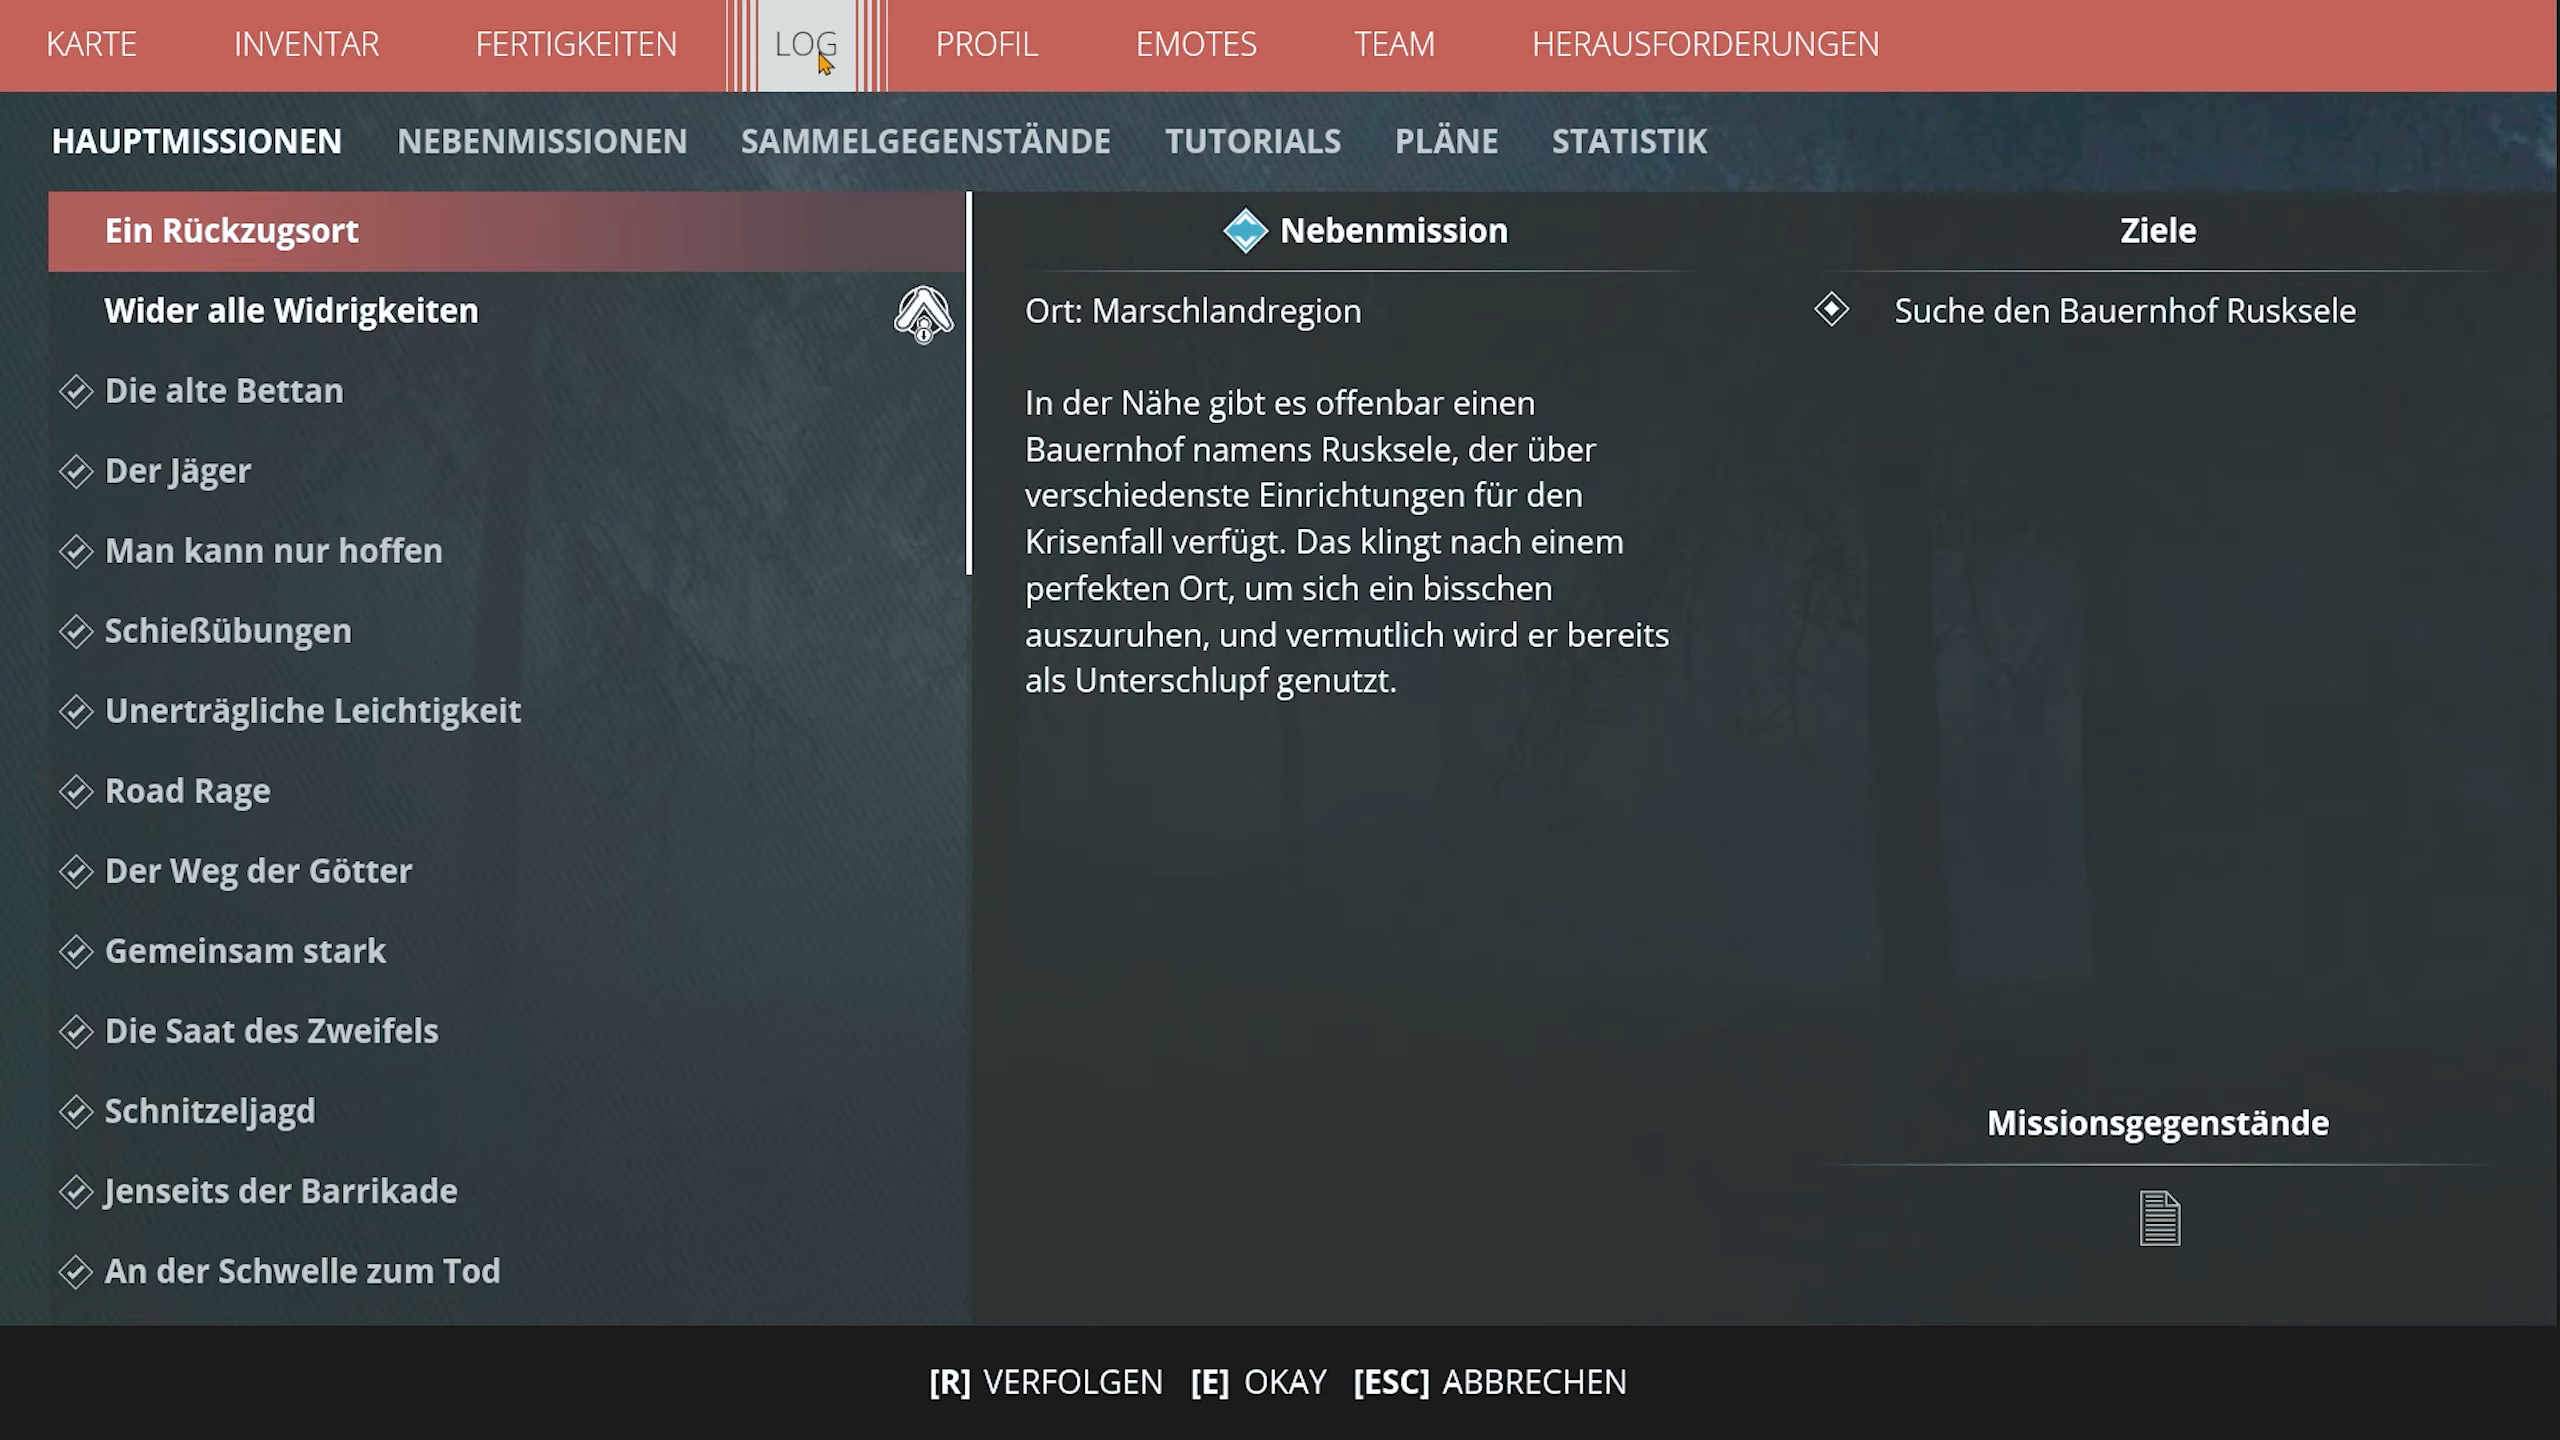 KARTE INVENTAR FERTIGKEITEN LOG PROFIL EMOTES TEAM HERAUSFORDERUNGEN
HAUPTMISSIONEN NEBENMISSIONEN SAMMELGEGENSTÄNDE TUTORIALS PLÄNE STATISTIK
Ein Rückzugsort
Wider alle Widrigkeiten
Die alte Bettan
Der Jäger
Man kann nur hoffen
Schießübungen
Unerträgliche Leichtigkeit
Road Rage
Der Weg der Götter
Gemeinsam stark
Die Saat des Zweifels
Schnitzeljagd
Jenseits der Barrikade
An der Schwelle zum Tod
Nebenmission
Ort: Marschlandregion
In der Nähe gibt es offenbar einen
Bauernhof namens Rusksele, der über
verschiedenste Einrichtungen für den
Krisenfall verfügt. Das klingt nach einem
perfekten Ort, um sich ein bisschen
auszuruhen, und vermutlich wird er bereits
als Unterschlupf genutzt.
Ziele
Suche den Bauernhof Rusksele
Missionsgegenstände
[R] VERFOLGEN [E] OKAY [ESC] ABBRECHEN